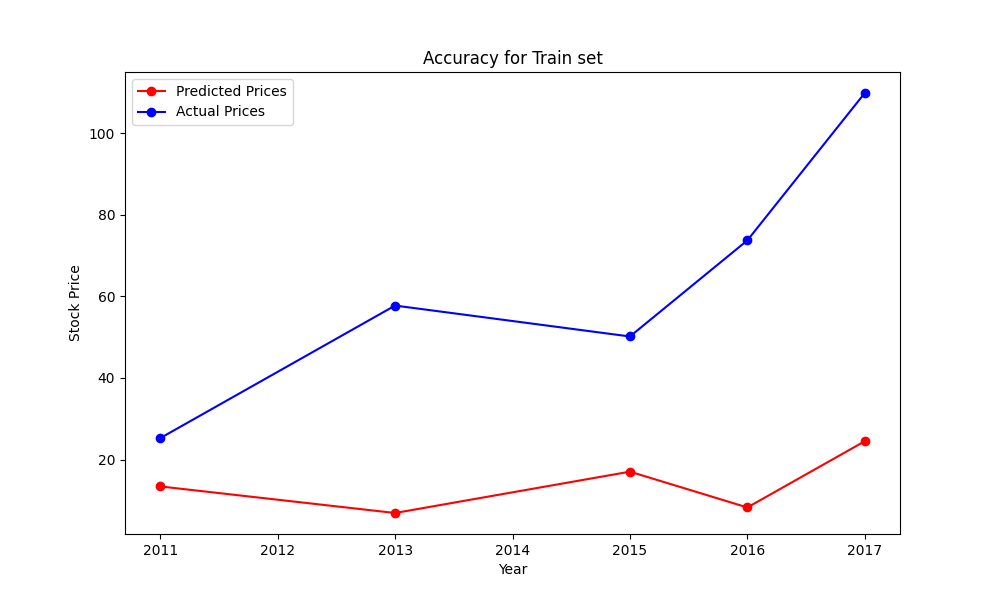 Accuracy for Train set
Predicted Prices
Actual Prices
Stock Price
100
80
60
40
20
2011 2012 2013 2014 2015 2016 2017
Year